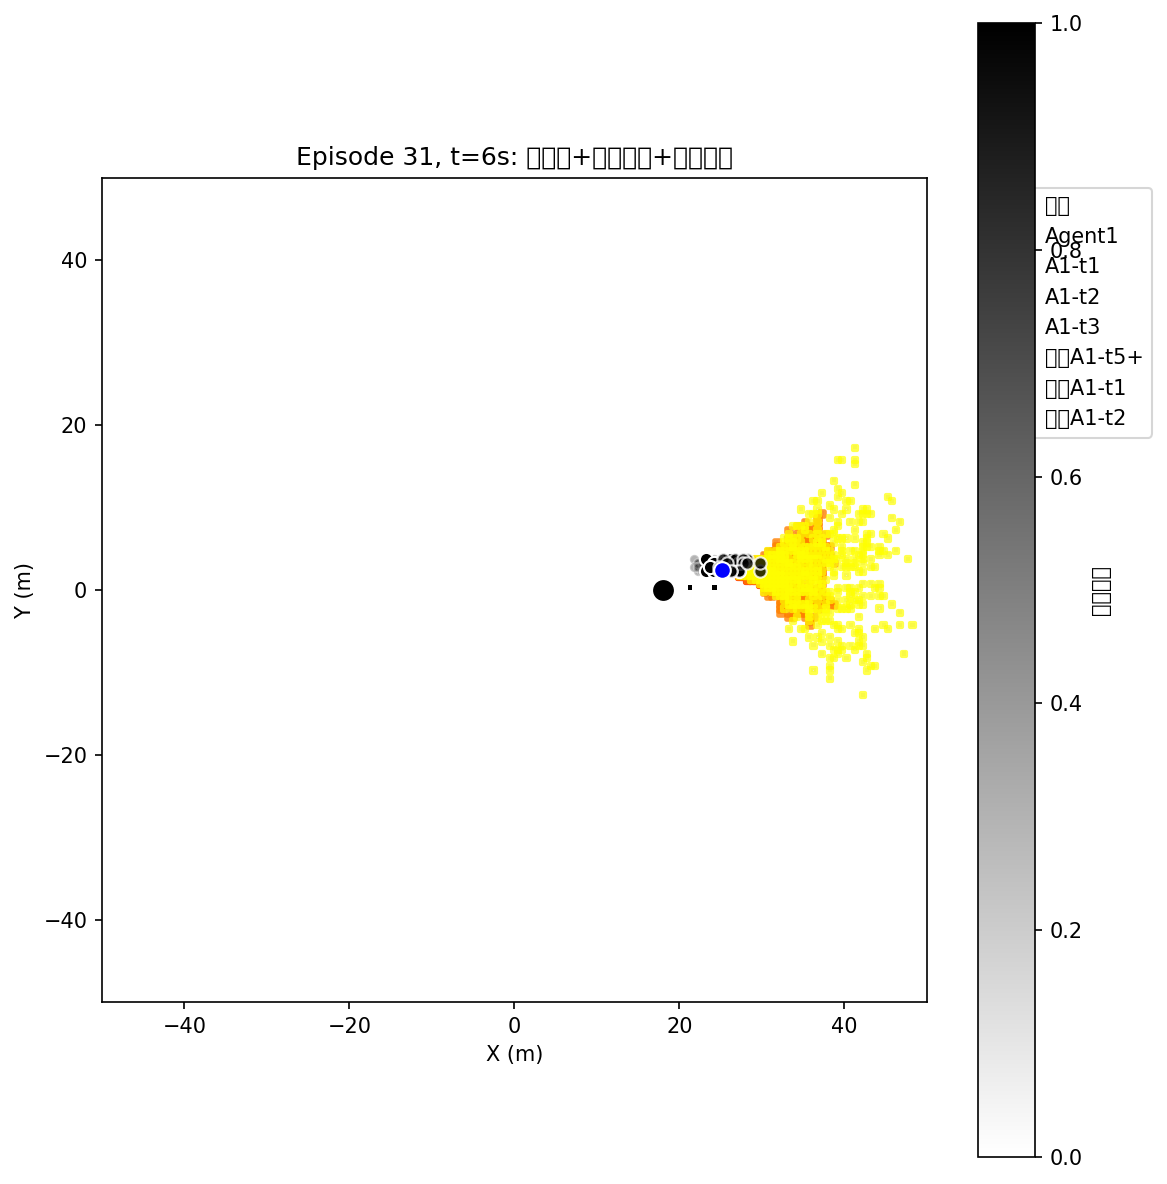 Episode 31, t=6s: □□□+□□□□+□□□□
1.0
0.8
0.6
0.4
0.2
0.0
□□□□
□□
Agent1
A1-t1
A1-t2
A1-t3
□□A1-t5+
□□A1-t1
□□A1-t2
40
20
0
−20
−40
Y (m)
−40
−20
0
20
40
X (m)